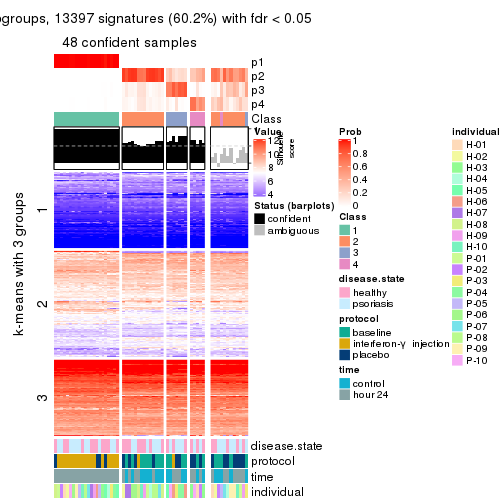 ogroups, 13397 signatures (60.2%) with fdr < 0.05
48 confident samples
p1
p2
p3
p4
Class
1
2
3
k-means with 3 groups
disease.state
protocol
time
individual
Value
12
10
8
6
4
Silhouette
score
Status (barplots)
confident
ambiguous
Prob
1
0.8
0.6
0.4
0.2
0
Class
1
2
3
4
disease.state
healthy
psoriasis
protocol
baseline
interferon-γ injection
placebo
time
control
hour 24
individual
H-01
H-02
H-03
H-04
H-05
H-06
H-07
H-08
H-09
H-10
P-01
P-02
P-03
P-04
P-05
P-06
P-07
P-08
P-09
P-10